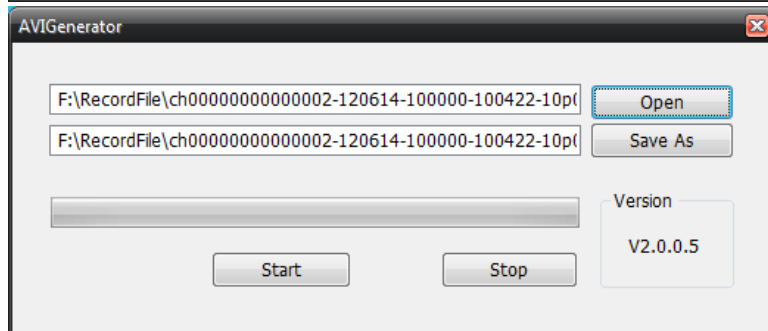 AVIGenerator
F:\RecordFile\ch00000000000002-120614-100000-100422-10p(
Open
F:\RecordFile\ch00000000000002-120614-100000-100422-10p(
Save As
Version
V2.0.0.5
Start
Stop